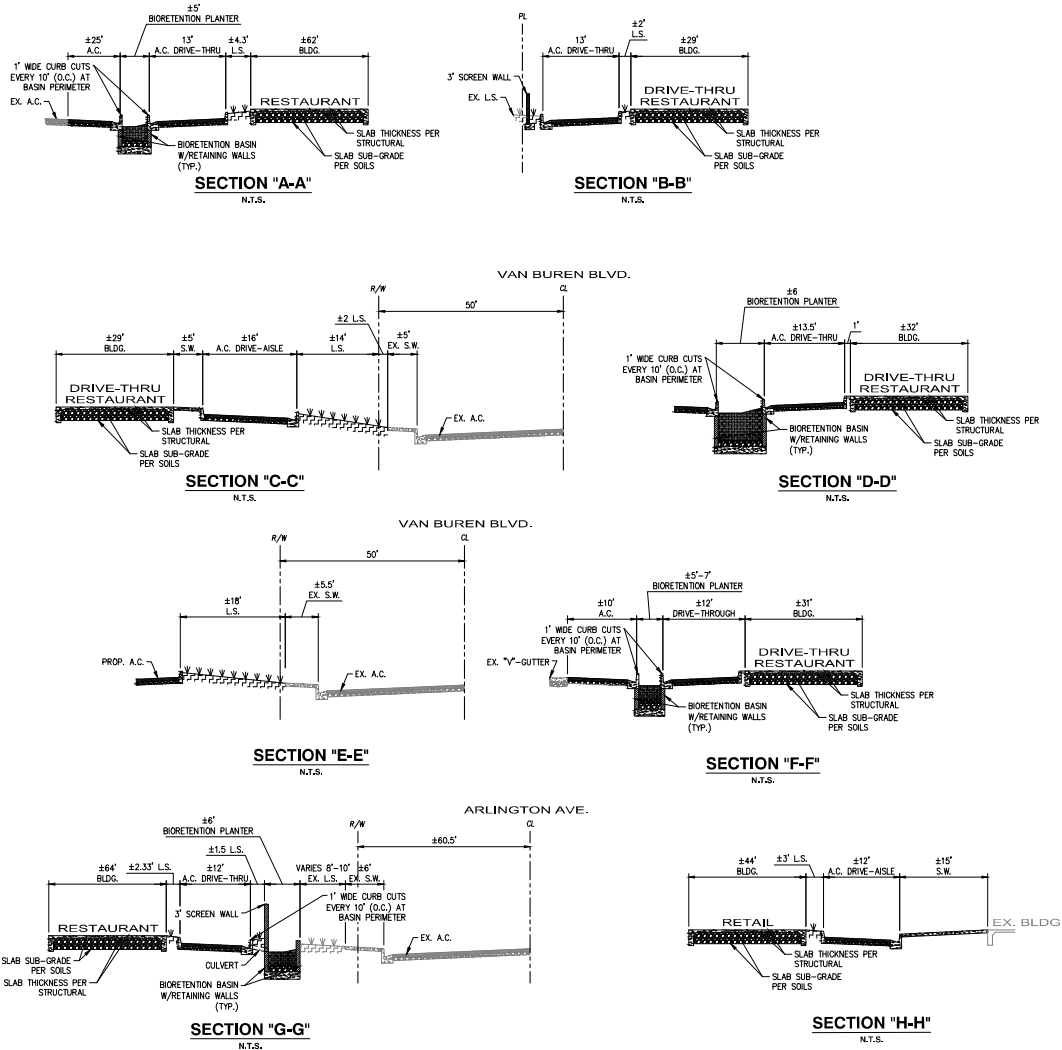 ±5'
BIORETENTION PLANTER
±25'
A.C.
13'
A.C. DRIVE-THRU
±4.3'
L.S.
±62'
BLDG.
1' WIDE CURB CUTS
EVERY 10' (O.C.) AT
BASIN PERIMETER
EX. A.C.
RESTAURANT
SLAB THICKNESS PER
STRUCTURAL
SLAB SUB-GRADE
PER SOILS
BIORETENTION BASIN
W/RETAINING WALLS
(TYP.)
SECTION "A-A"
N.T.S.
PL
±2'
L.S.
13'
A.C. DRIVE-THRU
±29'
BLDG.
3' SCREEN WALL
EX. L.S.
DRIVE-THRU
RESTAURANT
SLAB THICKNESS PER
STRUCTURAL
SLAB SUB-GRADE
PER SOILS
SECTION "B-B"
N.T.S.
VAN BUREN BLVD.
R/W
CL
50'
±2 L.S.
±29'
BLDG.
±5'
S.W.
±16'
A.C. DRIVE-AISLE
±14'
L.S.
±5'
EX. S.W.
DRIVE-THRU
RESTAURANT
EX. A.C.
SLAB THICKNESS PER
STRUCTURAL
SLAB SUB-GRADE
PER SOILS
SECTION "C-C"
N.T.S.
±6
BIORETENTION PLANTER
±13.5'
A.C. DRIVE-THRU
1'
±32'
BLDG.
1' WIDE CURB CUTS
EVERY 10' (O.C.) AT
BASIN PERIMETER
DRIVE-THRU
RESTAURANT
SLAB THICKNESS PER
STRUCTURAL
SLAB SUB-GRADE
PER SOILS
BIORETENTION BASIN
W/RETAINING WALLS
(TYP.)
SECTION "D-D"
N.T.S.
VAN BUREN BLVD.
R/W
CL
50'
±5.5'
EX. S.W.
±18'
L.S.
PROP. A.C.
EX. A.C.
SECTION "E-E"
N.T.S.
±5'-7'
BIORETENTION PLANTER
±10'
A.C.
±12'
DRIVE-THROUGH
±31'
BLDG.
1' WIDE CURB CUTS
EVERY 10' (O.C.) AT
BASIN PERIMETER
EX. "V"-GUTTER
DRIVE-THRU
RESTAURANT
SLAB THICKNESS PER
STRUCTURAL
SLAB SUB-GRADE
PER SOILS
BIORETENTION BASIN
W/RETAINING WALLS
(TYP.)
SECTION "F-F"
N.T.S.
ARLINGTON AVE.
R/W
CL
±6'
BIORETENTION PLANTER
±60.5'
±1.5 L.S.
±64'
BLDG.
±2.33' L.S.
±12'
A.C. DRIVE-THRU
VARIES 8'-10'
EX. L.S.
±6'
EX. S.W.
1' WIDE CURB CUTS
EVERY 10' (O.C.) AT
BASIN PERIMETER
3' SCREEN WALL
RESTAURANT
EX. A.C.
SLAB SUB-GRADE
PER SOILS
SLAB THICKNESS PER
STRUCTURAL
CULVERT
BIORETENTION BASIN
W/RETAINING WALLS
(TYP.)
SECTION "G-G"
N.T.S.
±44'
BLDG.
±3' L.S.
±12'
A.C. DRIVE-AISLE
±15'
S.W.
RETAIL
EX. BLDG
SLAB THICKNESS PER
STRUCTURAL
SLAB SUB-GRADE
PER SOILS
SECTION "H-H"
N.T.S.